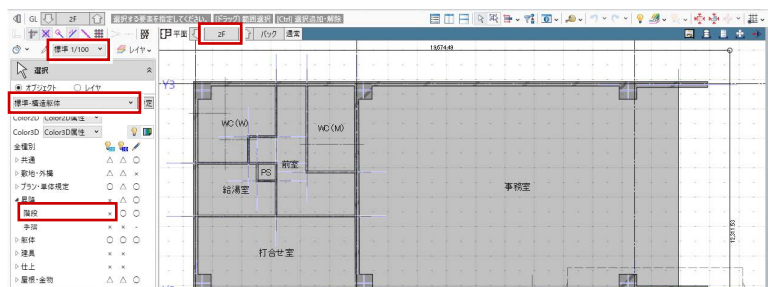 GL 2F 選択する要素を指定してください。 [ドラッグ]範囲選択 [Ctrl] 選択追加・解除
平面 2F バック 通常
標準 1/100 レイヤ
選択
オブジェクト レイヤ
標準-構造躯体
Color2D Color2D属性
Color3D Color3D属性
全種別
共通 △ △ ○
敷地・外構 △ △ ×
プラン・単体規定 ○ △ ○
昇降 × △ ○
階段 × ○ ○
手摺 × × -
躯体 ○ ○ ○
建具 × ×
仕上 × ×
屋根・金物 △ △ ○
19,674.49
Y3
WC(W)
WC(M)
前室
PS
給湯室
事務室
打合せ室